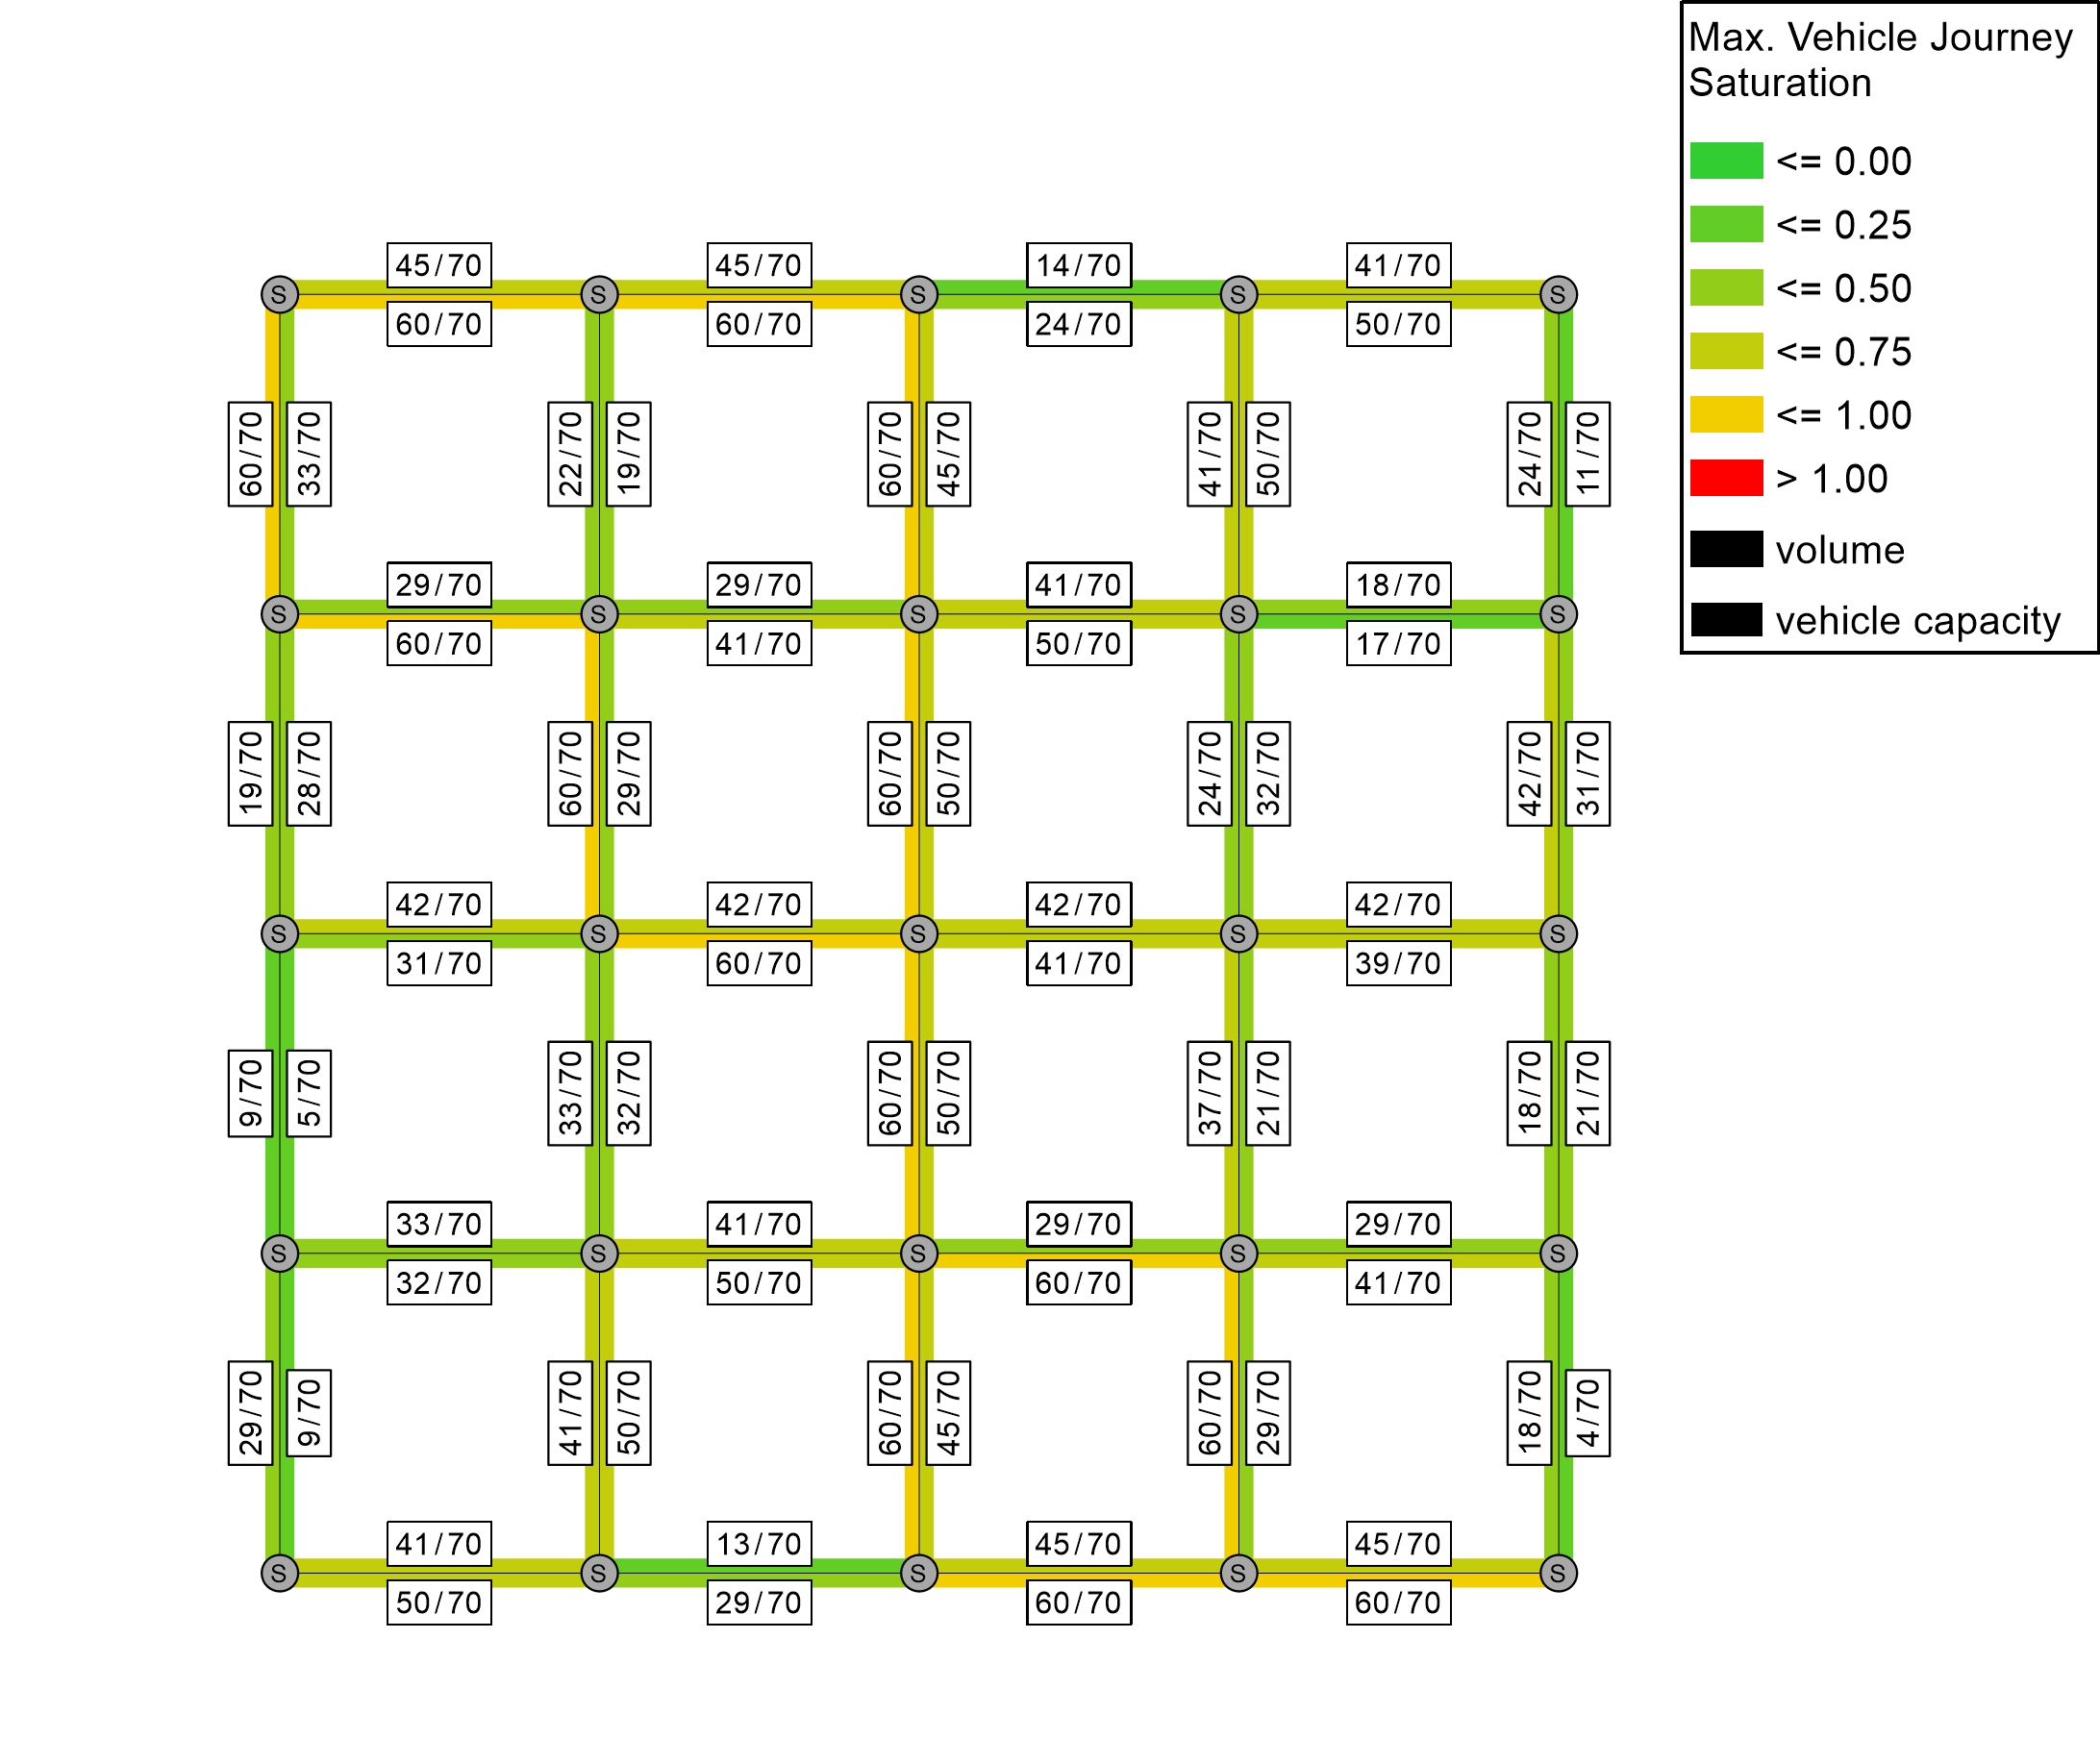 Max. Vehicle Journey
Saturation
<= 0.00
<= 0.25
<= 0.50
<= 0.75
<= 1.00
> 1.00
volume
vehicle capacity
45/70 45/70 14/70 41/70
S S S S S
60/70 60/70 24/70 50/70
60/70 33/70 22/70 19/70 60/70 45/70 41/70 50/70 24/70 11/70
29/70 29/70 41/70 18/70
S S S S S
60/70 41/70 50/70 17/70
19/70 28/70 60/70 29/70 60/70 50/70 24/70 32/70 42/70 31/70
42/70 42/70 42/70 42/70
S S S S S
31/70 60/70 41/70 39/70
9/70 5/70 33/70 32/70 60/70 50/70 37/70 21/70 18/70 21/70
33/70 41/70 29/70 29/70
S S S S S
32/70 50/70 60/70 41/70
29/70 9/70 41/70 50/70 60/70 45/70 60/70 29/70 18/70 4/70
41/70 13/70 45/70 45/70
S S S S S
50/70 29/70 60/70 60/70